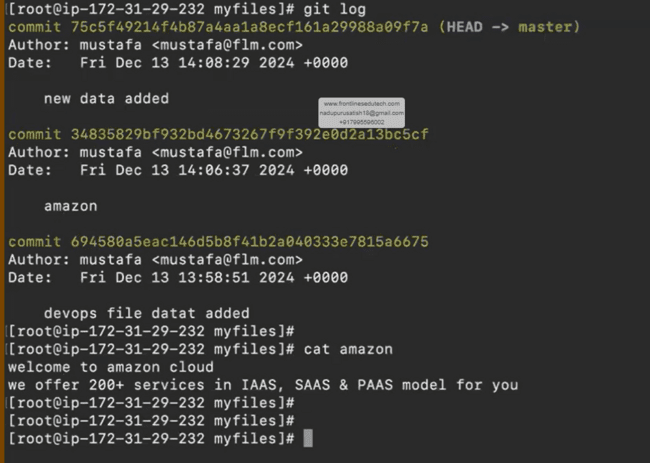 [root@ip-172-31-29-232 myfiles]# git log
commit 75c5f49214f4b87a4aa1a8ecf161a29988a09f7a (HEAD -> master)
Author: mustafa <mustafa@flm.com>
Date:   Fri Dec 13 14:08:29 2024 +0000
new data added
www.frontlinesedutech.com
nadupurusatish19@gmail.com
+917995596002
commit 34835829bf932bd4673267f9f392e0d2a13bc5cf
Author: mustafa <mustafa@flm.com>
Date:   Fri Dec 13 14:06:37 2024 +0000
amazon
commit 694580a5eac146d5b8f41b2a040333e7815a6675
Author: mustafa <mustafa@flm.com>
Date:   Fri Dec 13 13:58:51 2024 +0000
devops file datat added
[root@ip-172-31-29-232 myfiles]#
[root@ip-172-31-29-232 myfiles]# cat amazon
welcome to amazon cloud
we offer 200+ services in IAAS, SAAS & PAAS model for you
[root@ip-172-31-29-232 myfiles]#
[root@ip-172-31-29-232 myfiles]#
[root@ip-172-31-29-232 myfiles]#